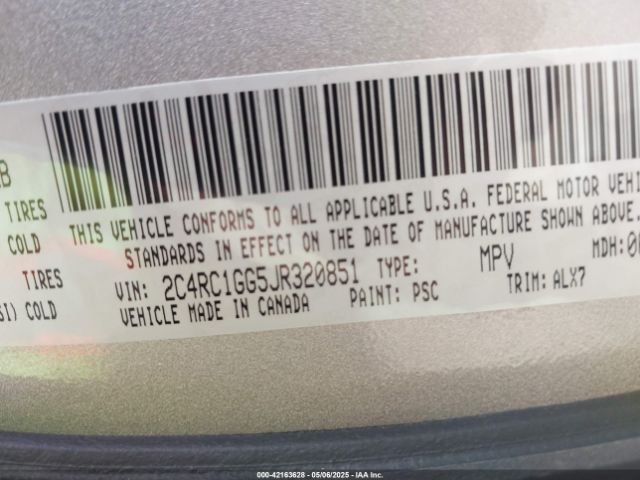 B
TIRES
COLD
TIRES
SI) COLD
THIS VEHICLE CONFORMS TO ALL APPLICABLE U.S.A. FEDERAL MOTOR VEHI
STANDARDS IN EFFECT ON THE DATE OF MANUFACTURE SHOWN ABOVE.
VIN: 2C4RC1GG5JR320851 TYPE: MPV MDH:00
VEHICLE MADE IN CANADA PAINT: PSC TRIM: ALX7
000-42163628 - 05/06/2025 - IAA Inc.